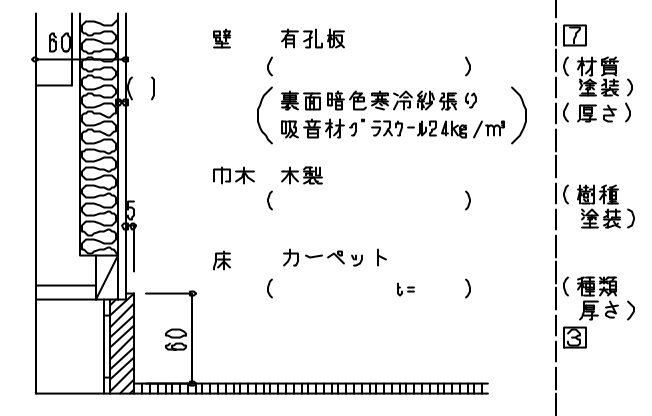 60
( )
5
60
壁 有孔板
( )
(裏面暗色寒冷紗張り
吸音材グラスウール24kg/m³)
巾木 木製
( )
床 カーペット
( t= )
7
(材質
塗装)
(厚さ)
(樹種
塗装)
(種類
厚さ)
3